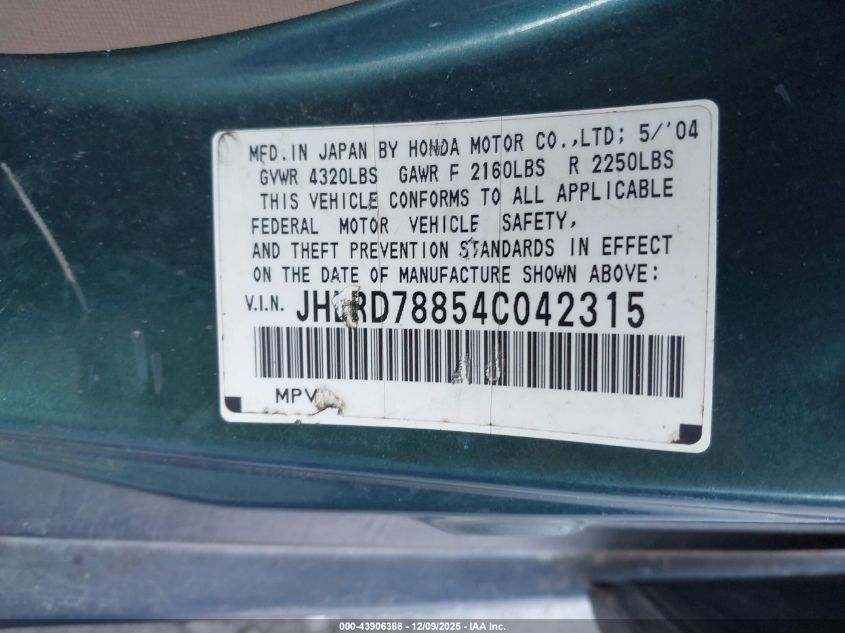 MFD. IN JAPAN BY HONDA MOTOR CO.,LTD; 5/'04
GVWR 4320LBS GAWR F 2160LBS R 2250LBS
THIS VEHICLE CONFORMS TO ALL APPLICABLE
FEDERAL MOTOR VEHICLE SAFETY,
AND THEFT PREVENTION STANDARDS IN EFFECT
ON THE DATE OF MANUFACTURE SHOWN ABOVE:
V.I.N. JHLRD78854C042315
MPV
000-43906388 - 12/09/2025 - IAA Inc.